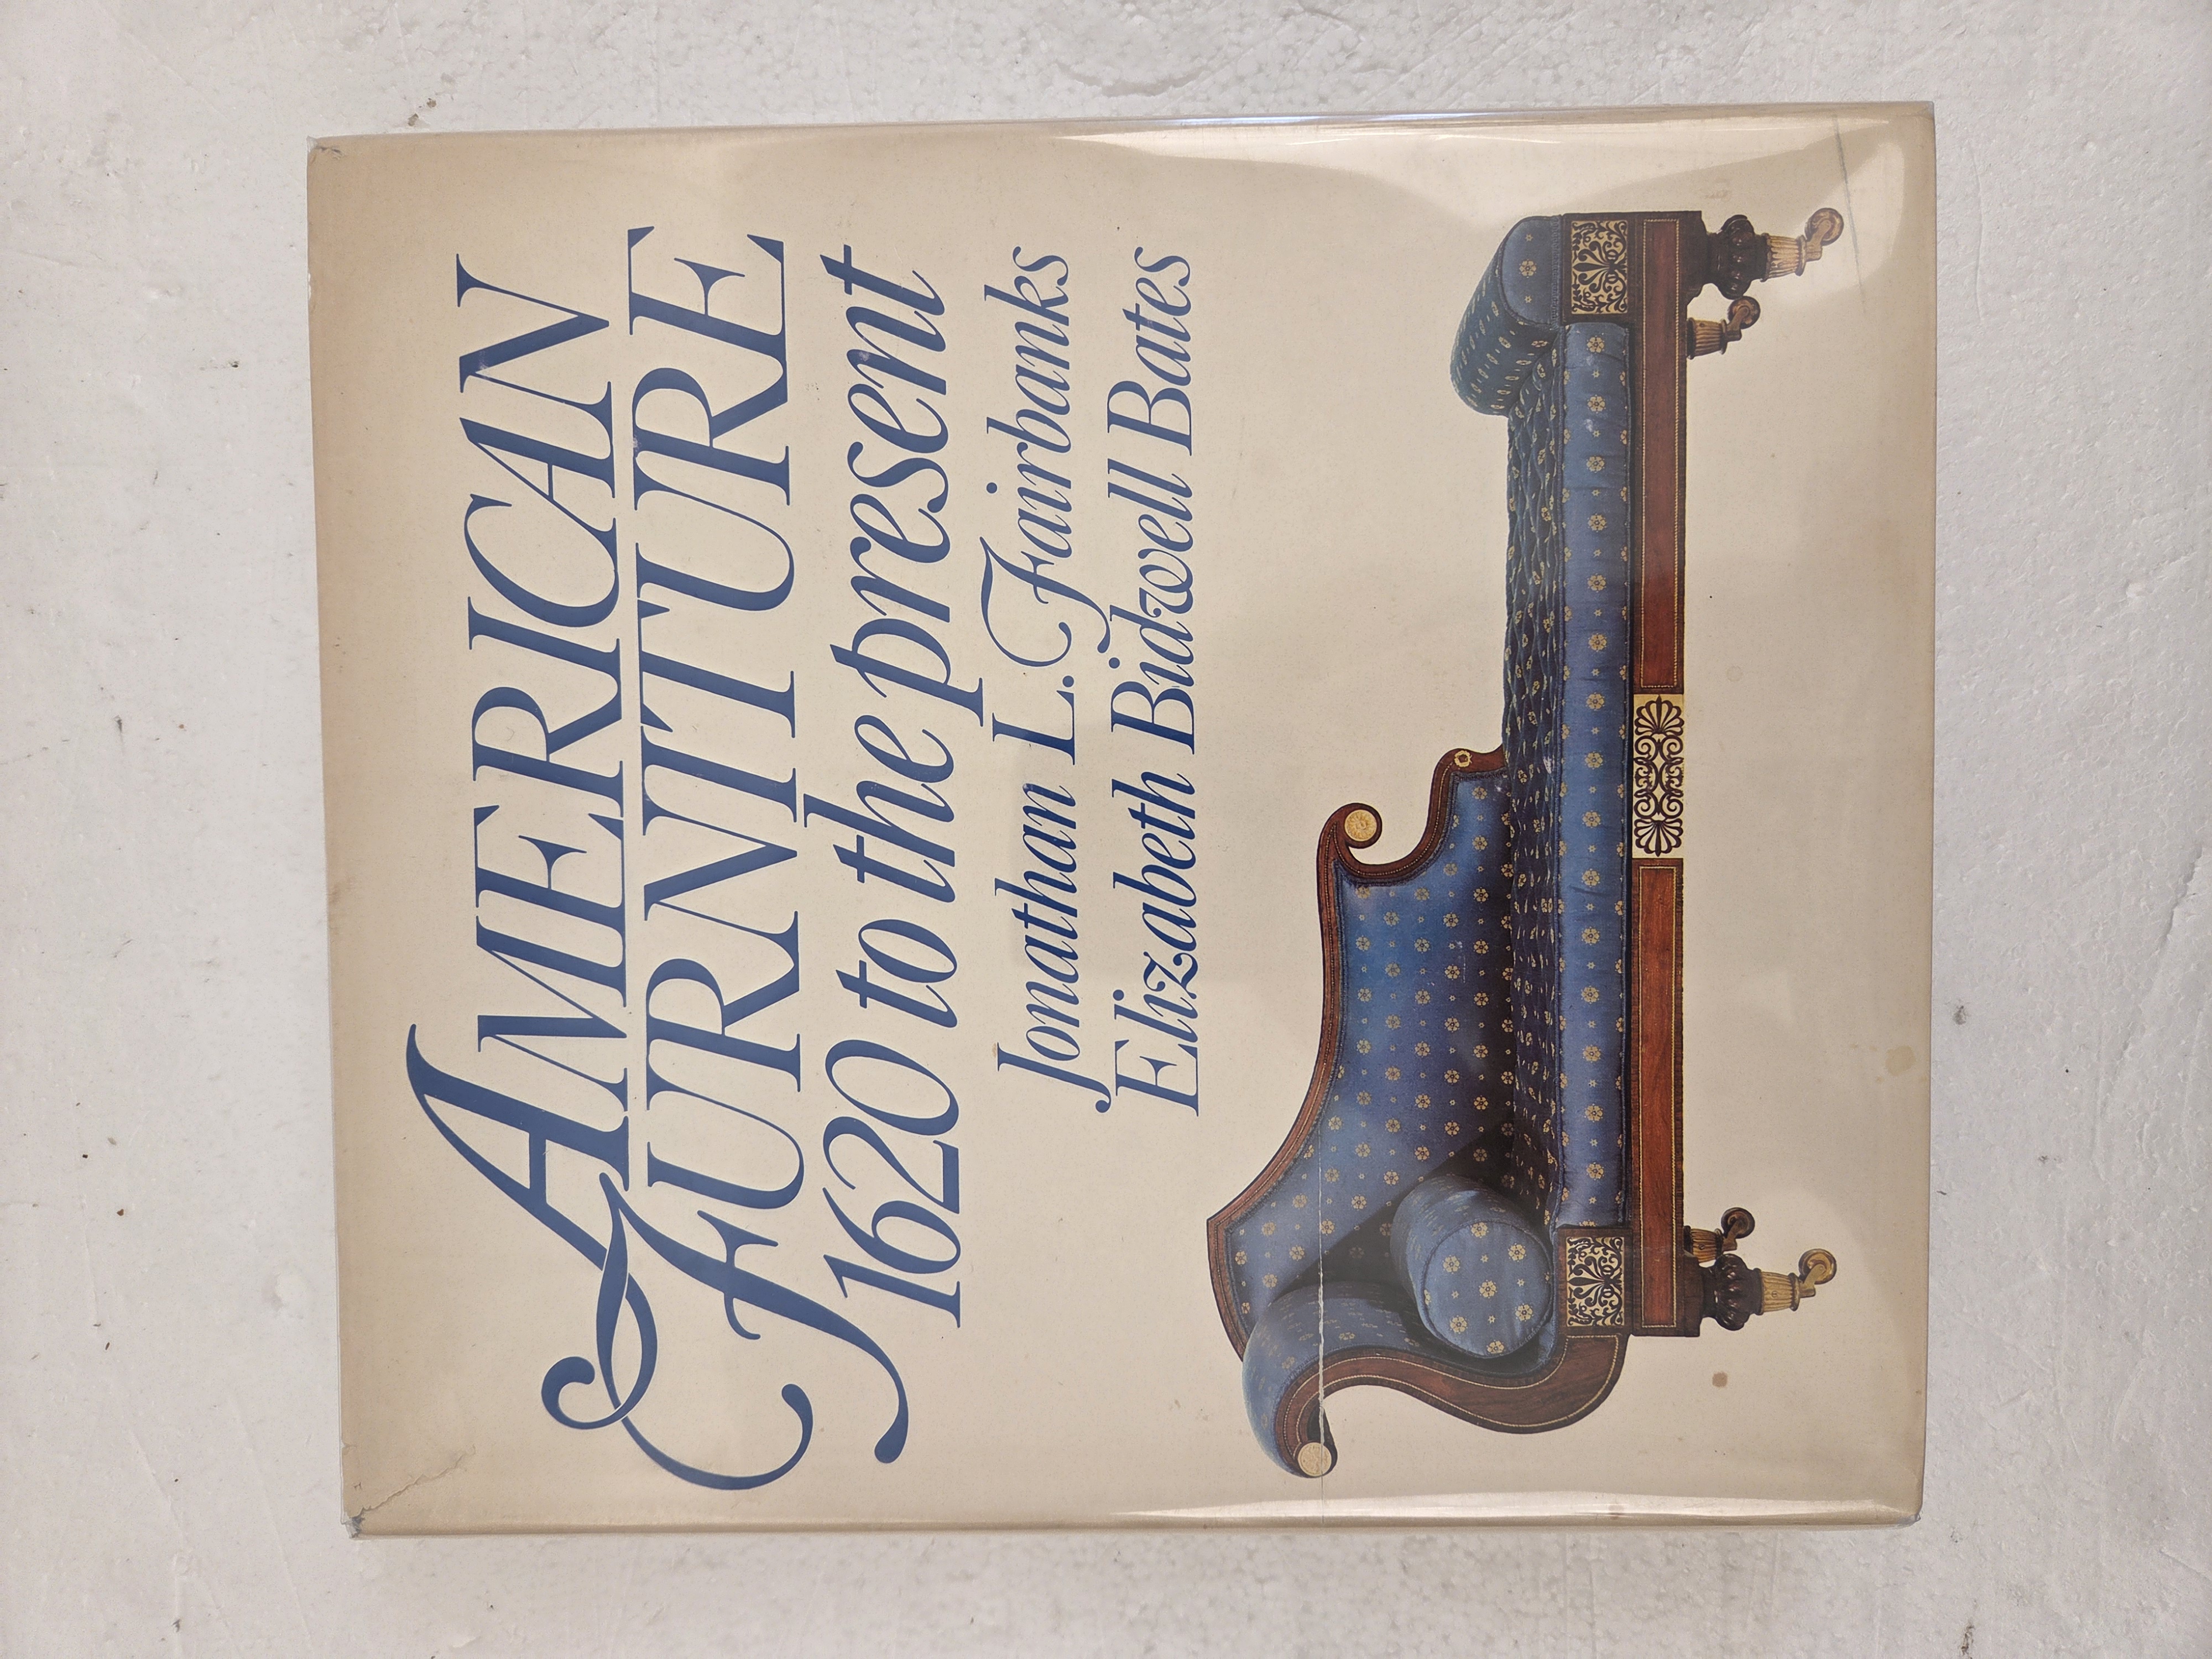 AMERICAN
FURNITURE
1620 to the present
Jonathan L. Fairbanks
Elizabeth Bidwell Bates